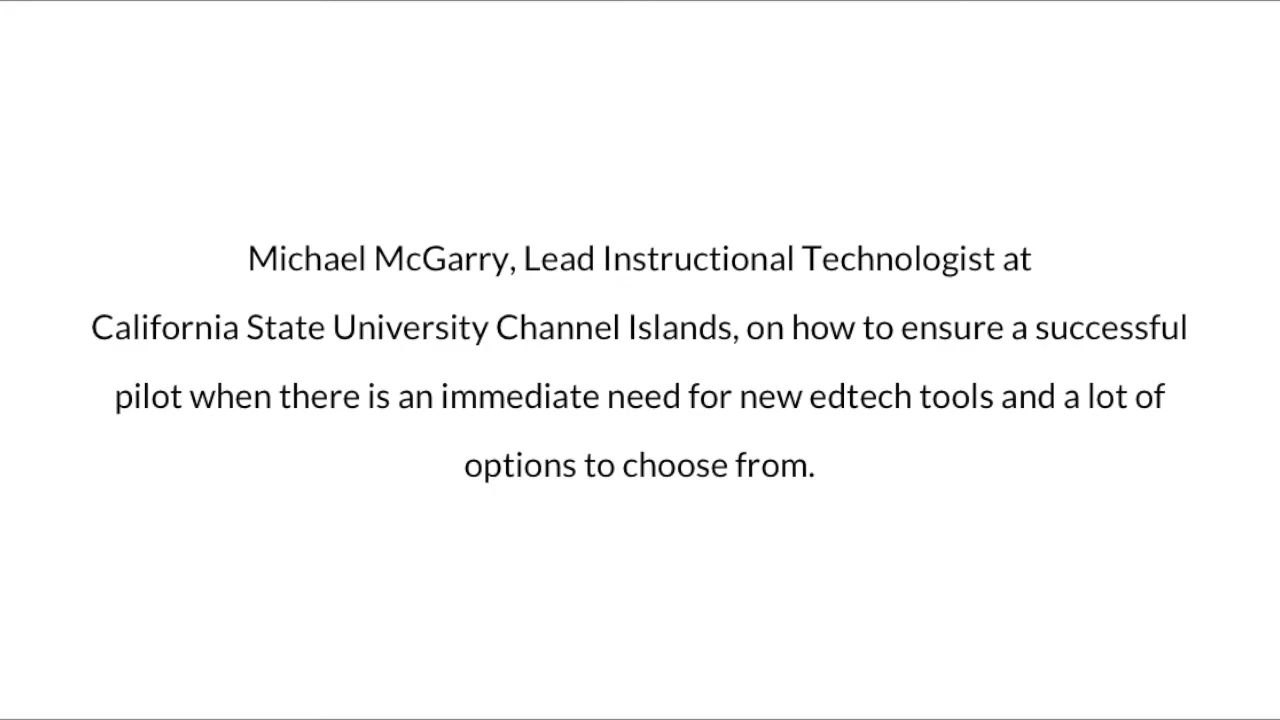 Michael McGarry, Lead Instructional Technologist at
California State University Channel Islands, on how to ensure a successful
pilot when there is an immediate need for new edtech tools and a lot of
options to choose from.